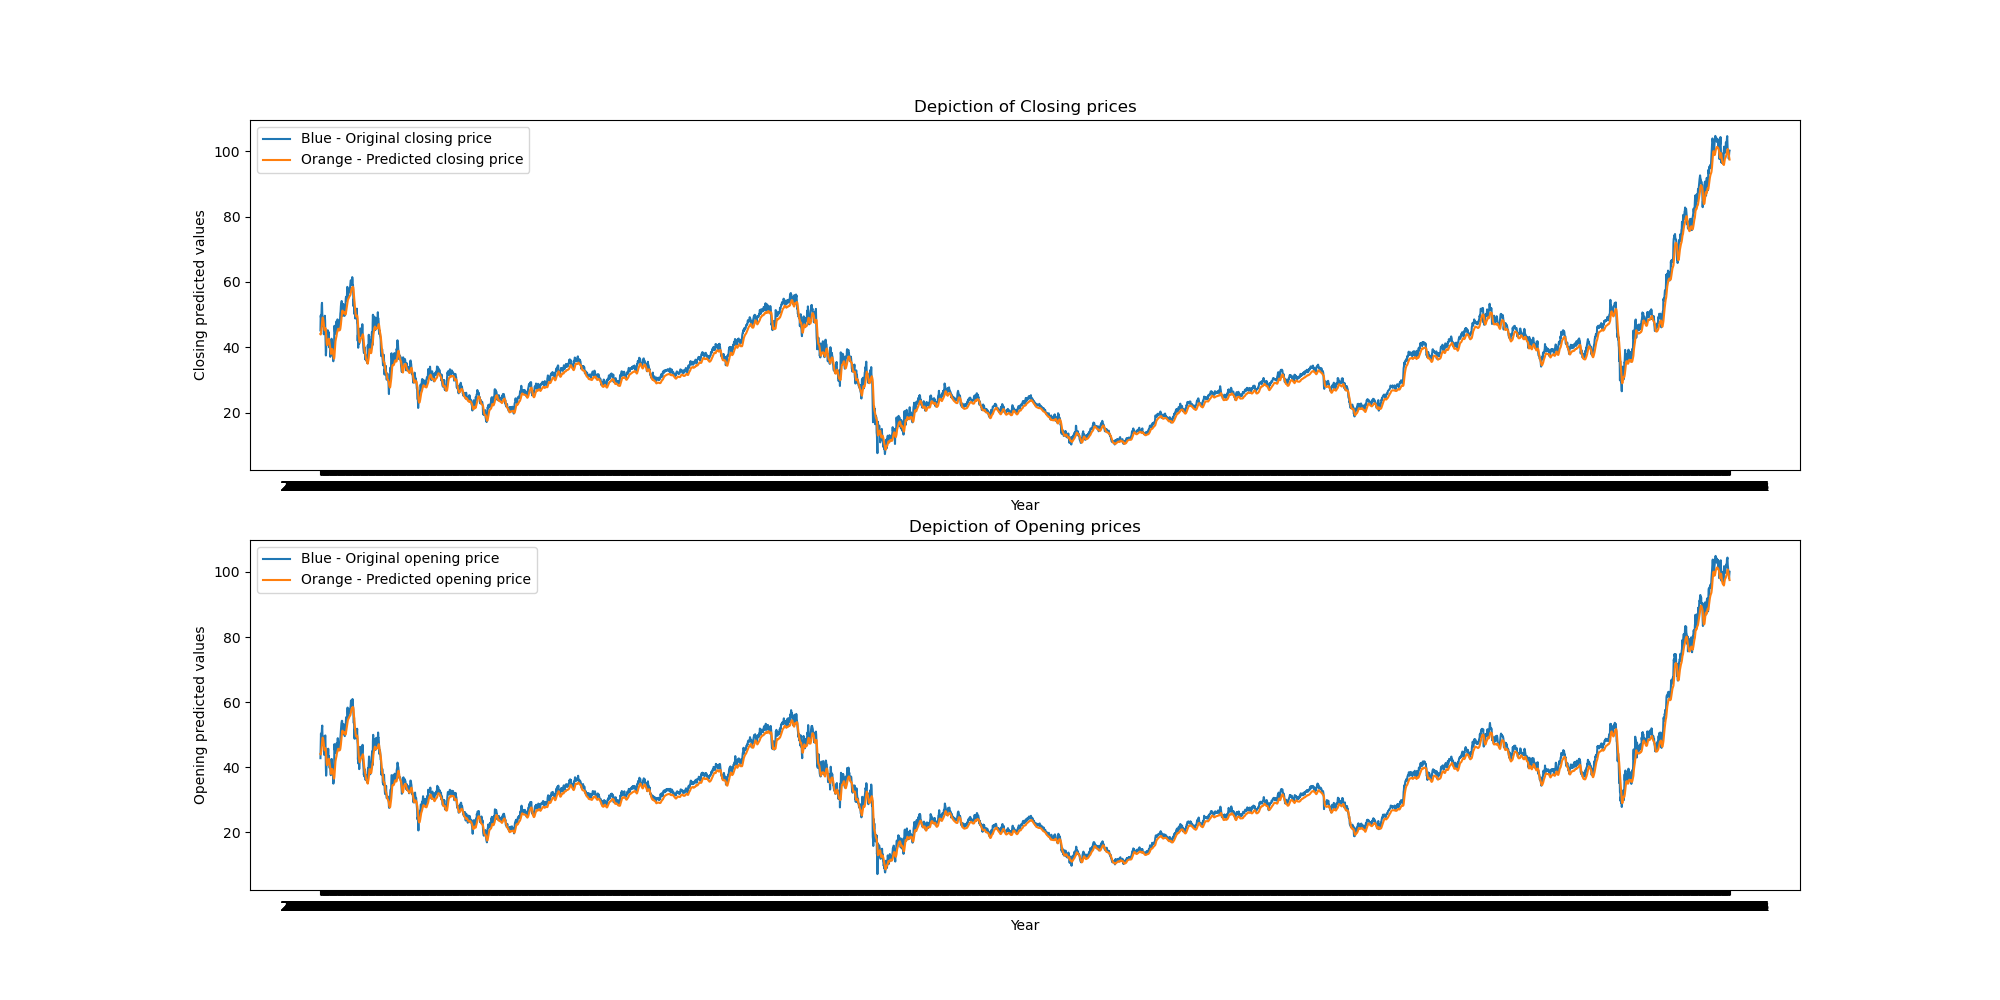 Depiction of Closing prices
Blue - Original closing price
Orange - Predicted closing price
100
80
60
40
20
Closing predicted values
Year
Depiction of Opening prices
Blue - Original opening price
Orange - Predicted opening price
100
80
60
40
20
Opening predicted values
Year